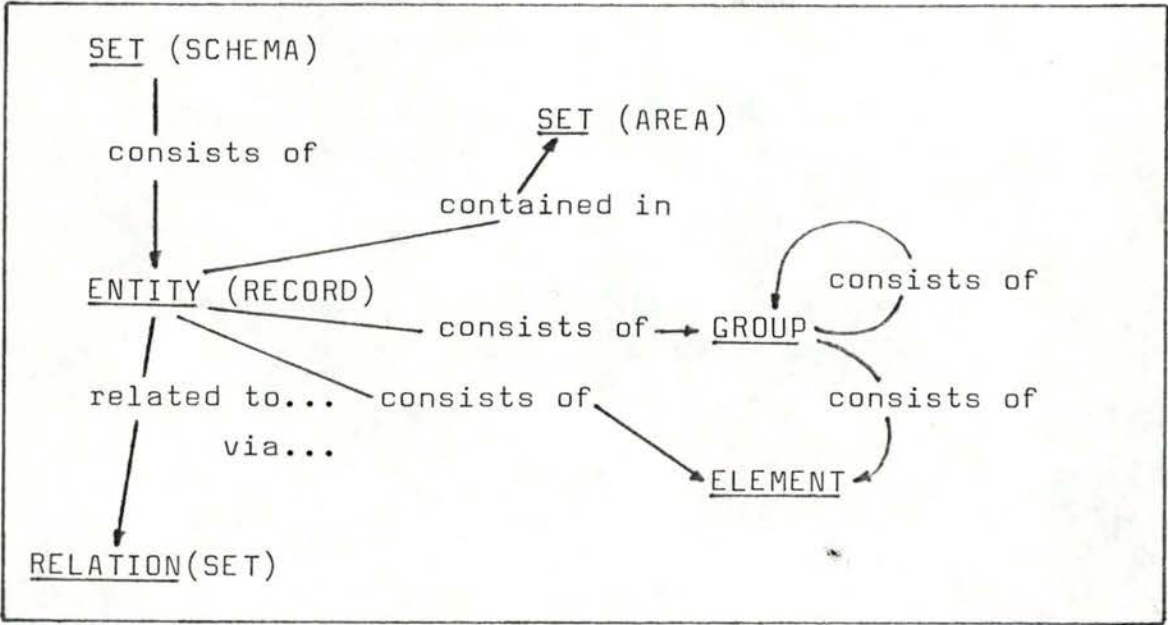 SET (SCHEMA)
SET (AREA)
consists of
contained in
consists of
ENTITY (RECORD)
consists of
GROUP
related to...
consists of
consists of
via...
ELEMENT
RELATION(SET)